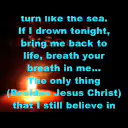 turn like the sea.
If I drown tonight,
bring me back to
life, breath your
breath in me...
The only thing
(Besides Jesus Christ)
that I still believe in